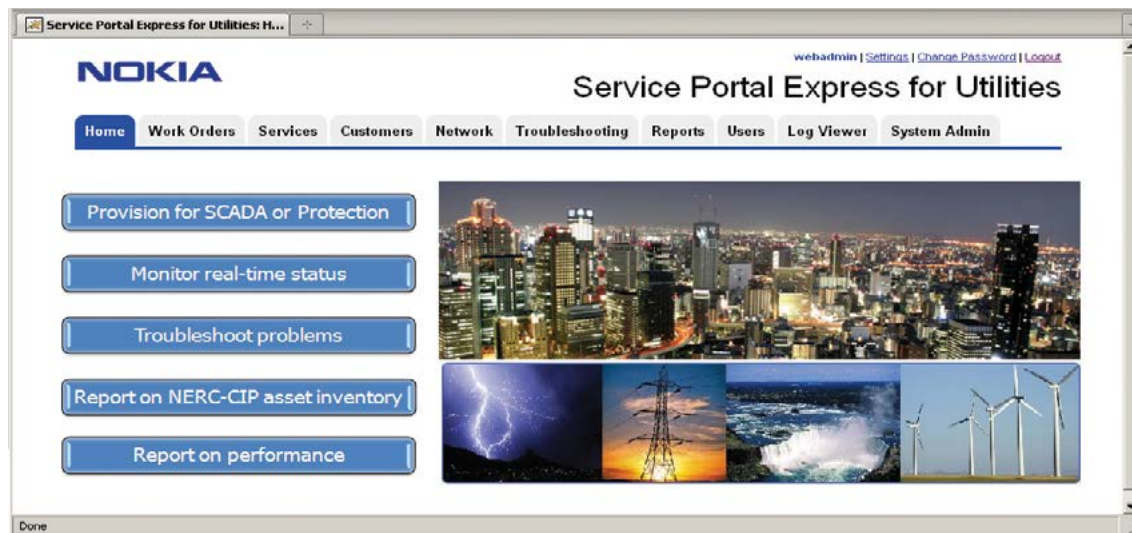 Service Portal Express for Utilities: H...
NOKIA
webadmin | Settings | Change Password | Logout
Service Portal Express for Utilities
Home Work Orders Services Customers Network Troubleshooting Reports Users Log Viewer System Admin
Provision for SCADA or Protection
Monitor real-time status
Troubleshoot problems
Report on NERC-CIP asset inventory
Report on performance
Done